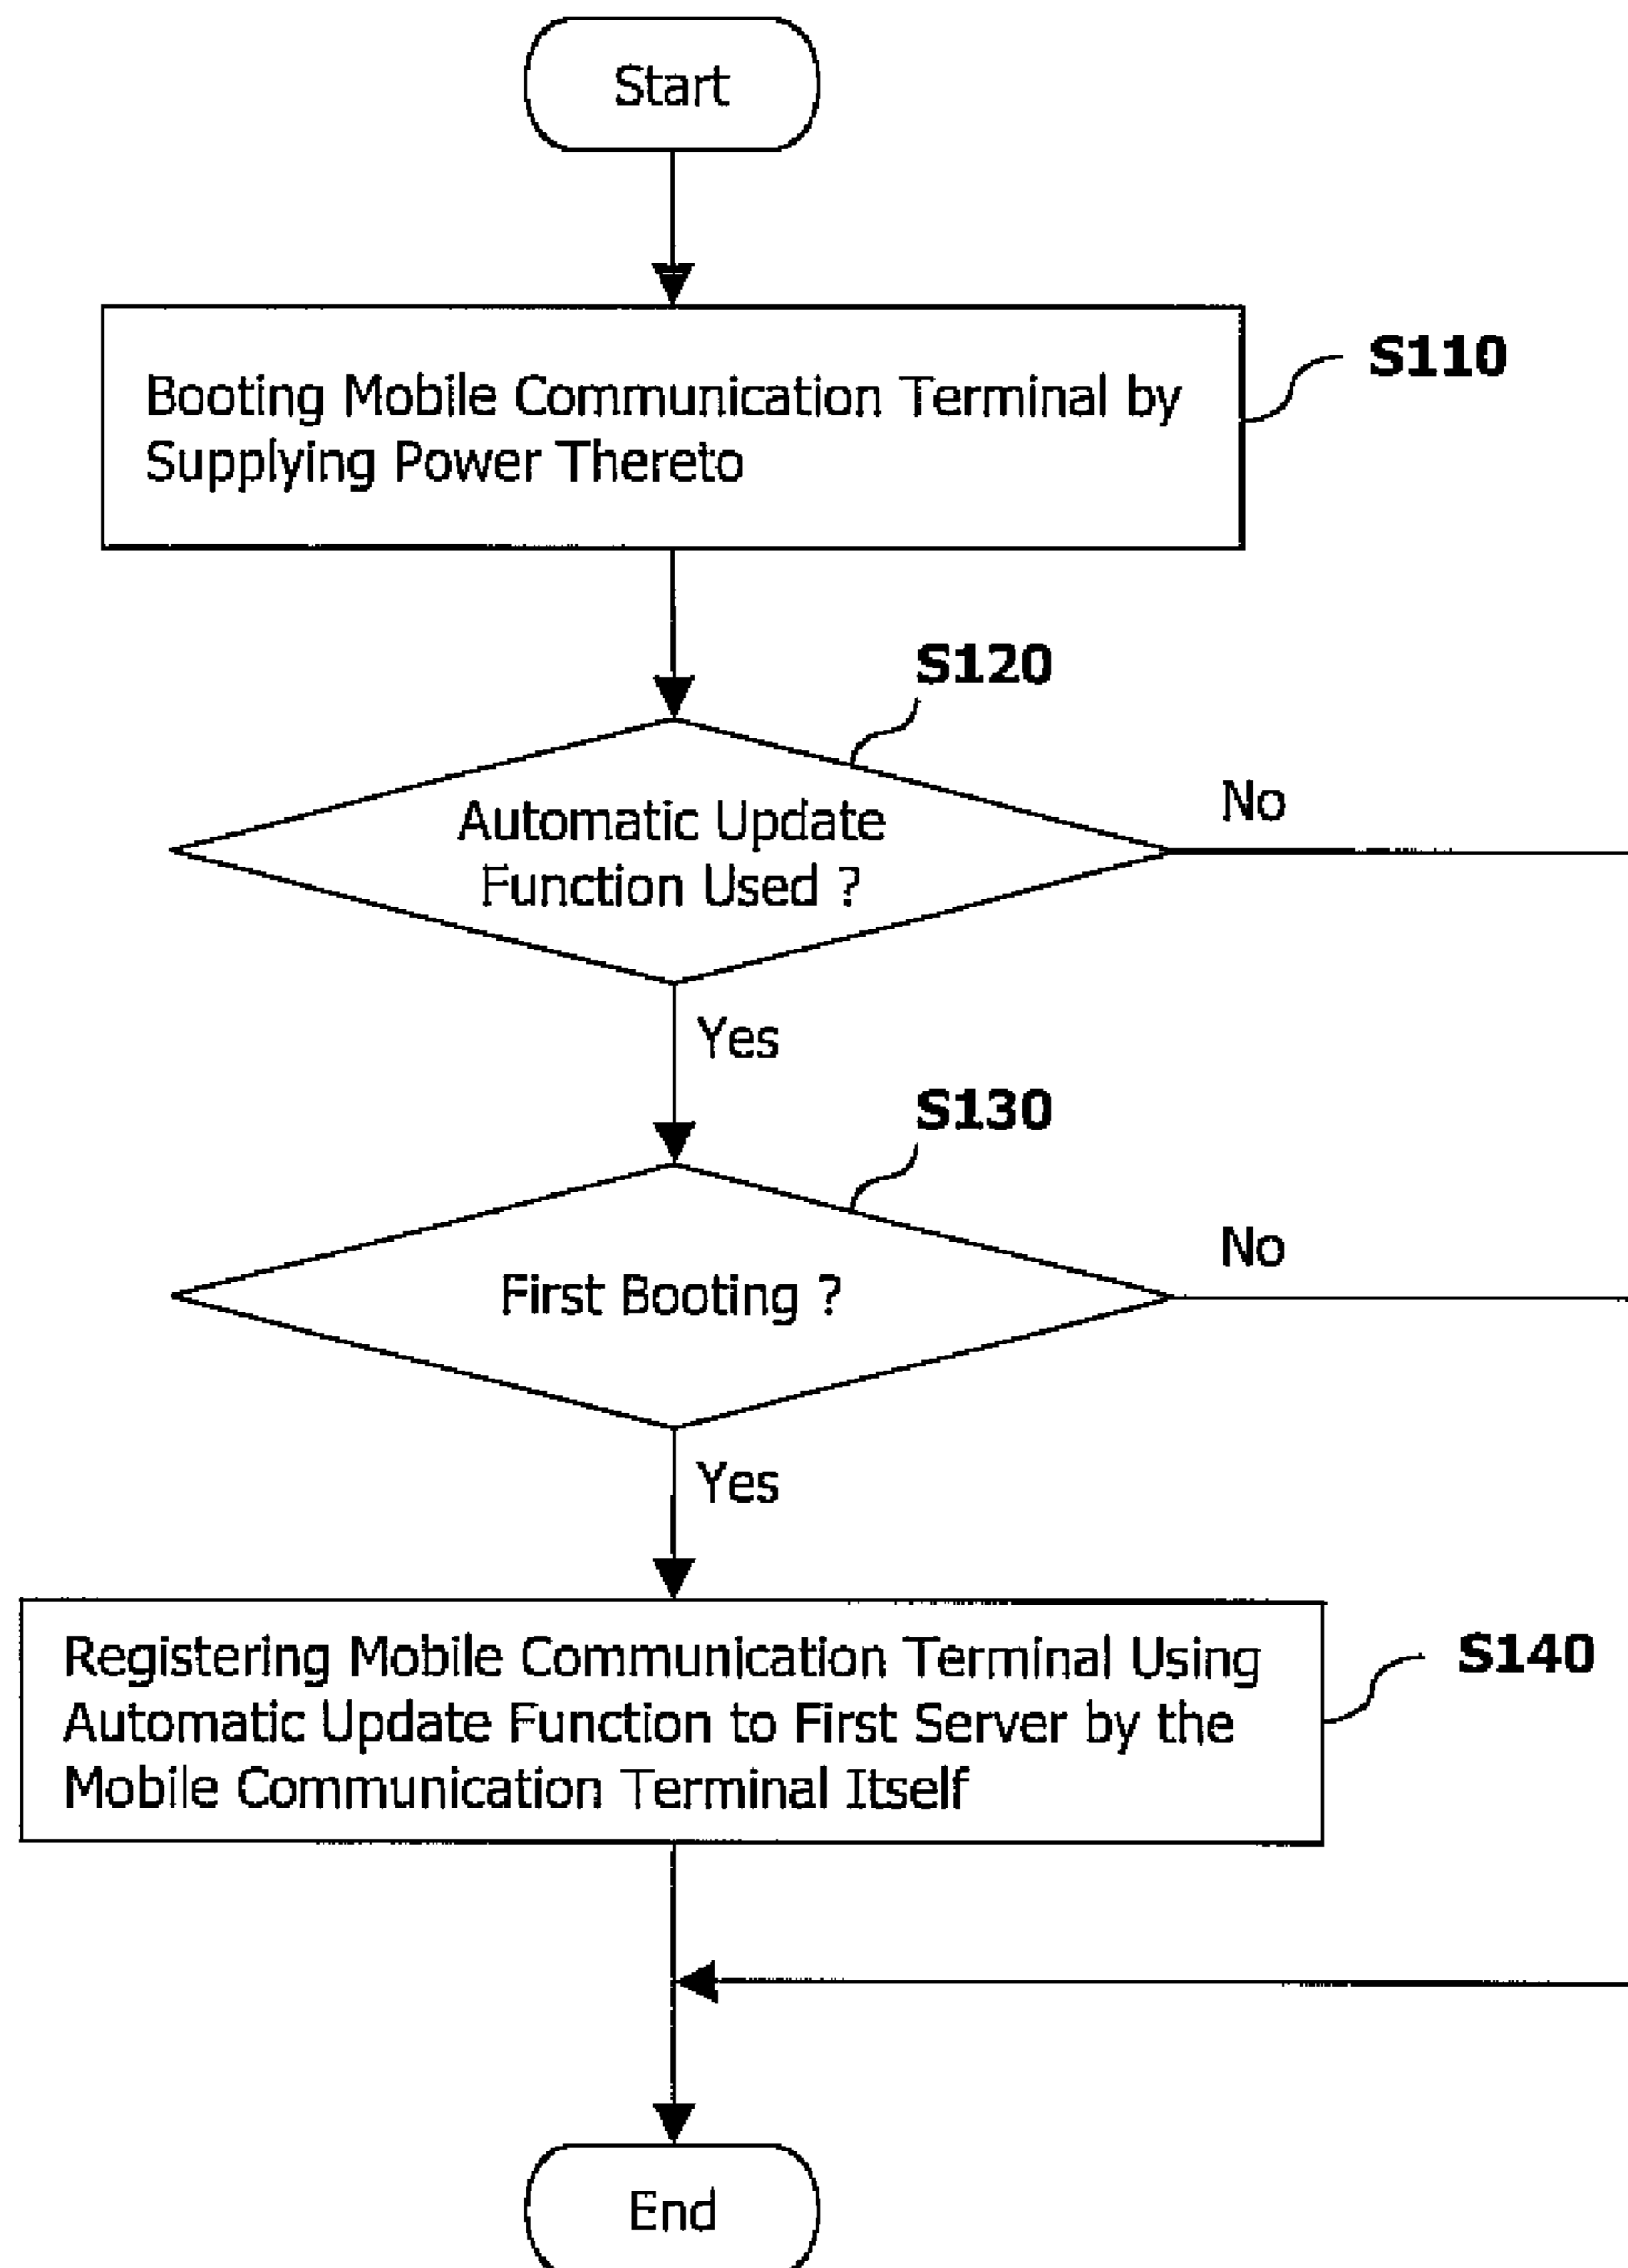 Start
Booting Mobile Communication Terminal by
Supplying Power Thereto
S110
S120
Automatic Update
Function Used ?
No
Yes
S130
First Booting ?
No
Yes
Registering Mobile Communication Terminal Using
Automatic Update Function to First Server by the
Mobile Communication Terminal Itself
S140
End